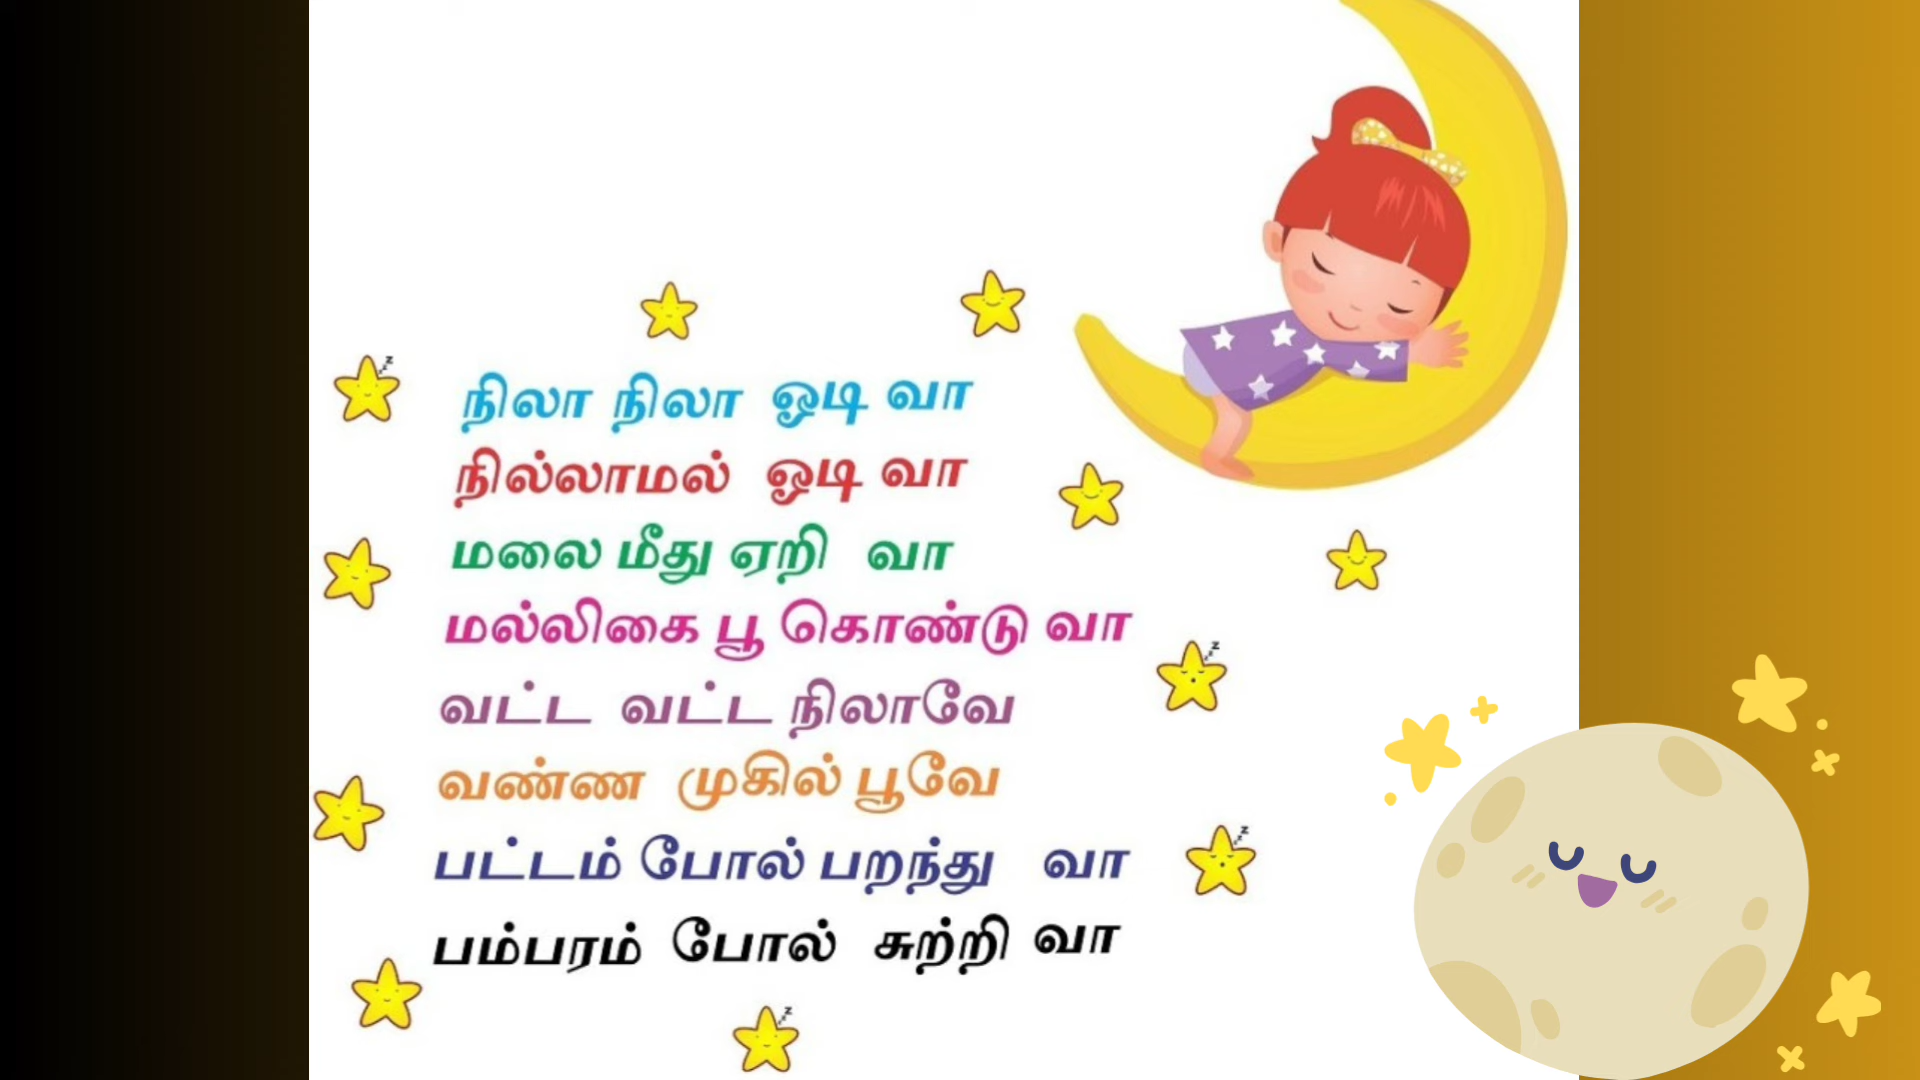 நிலா நிலா ஓடி வா
நில்லாமல் ஓடி வா
மலை மீது ஏறி வா
மல்லிகை பூ கொண்டு வா
வட்ட வட்ட நிலாவே
வண்ண முகில் பூவே
பட்டம் போல் பறந்து வா
பம்பரம் போல் சுற்றி வா